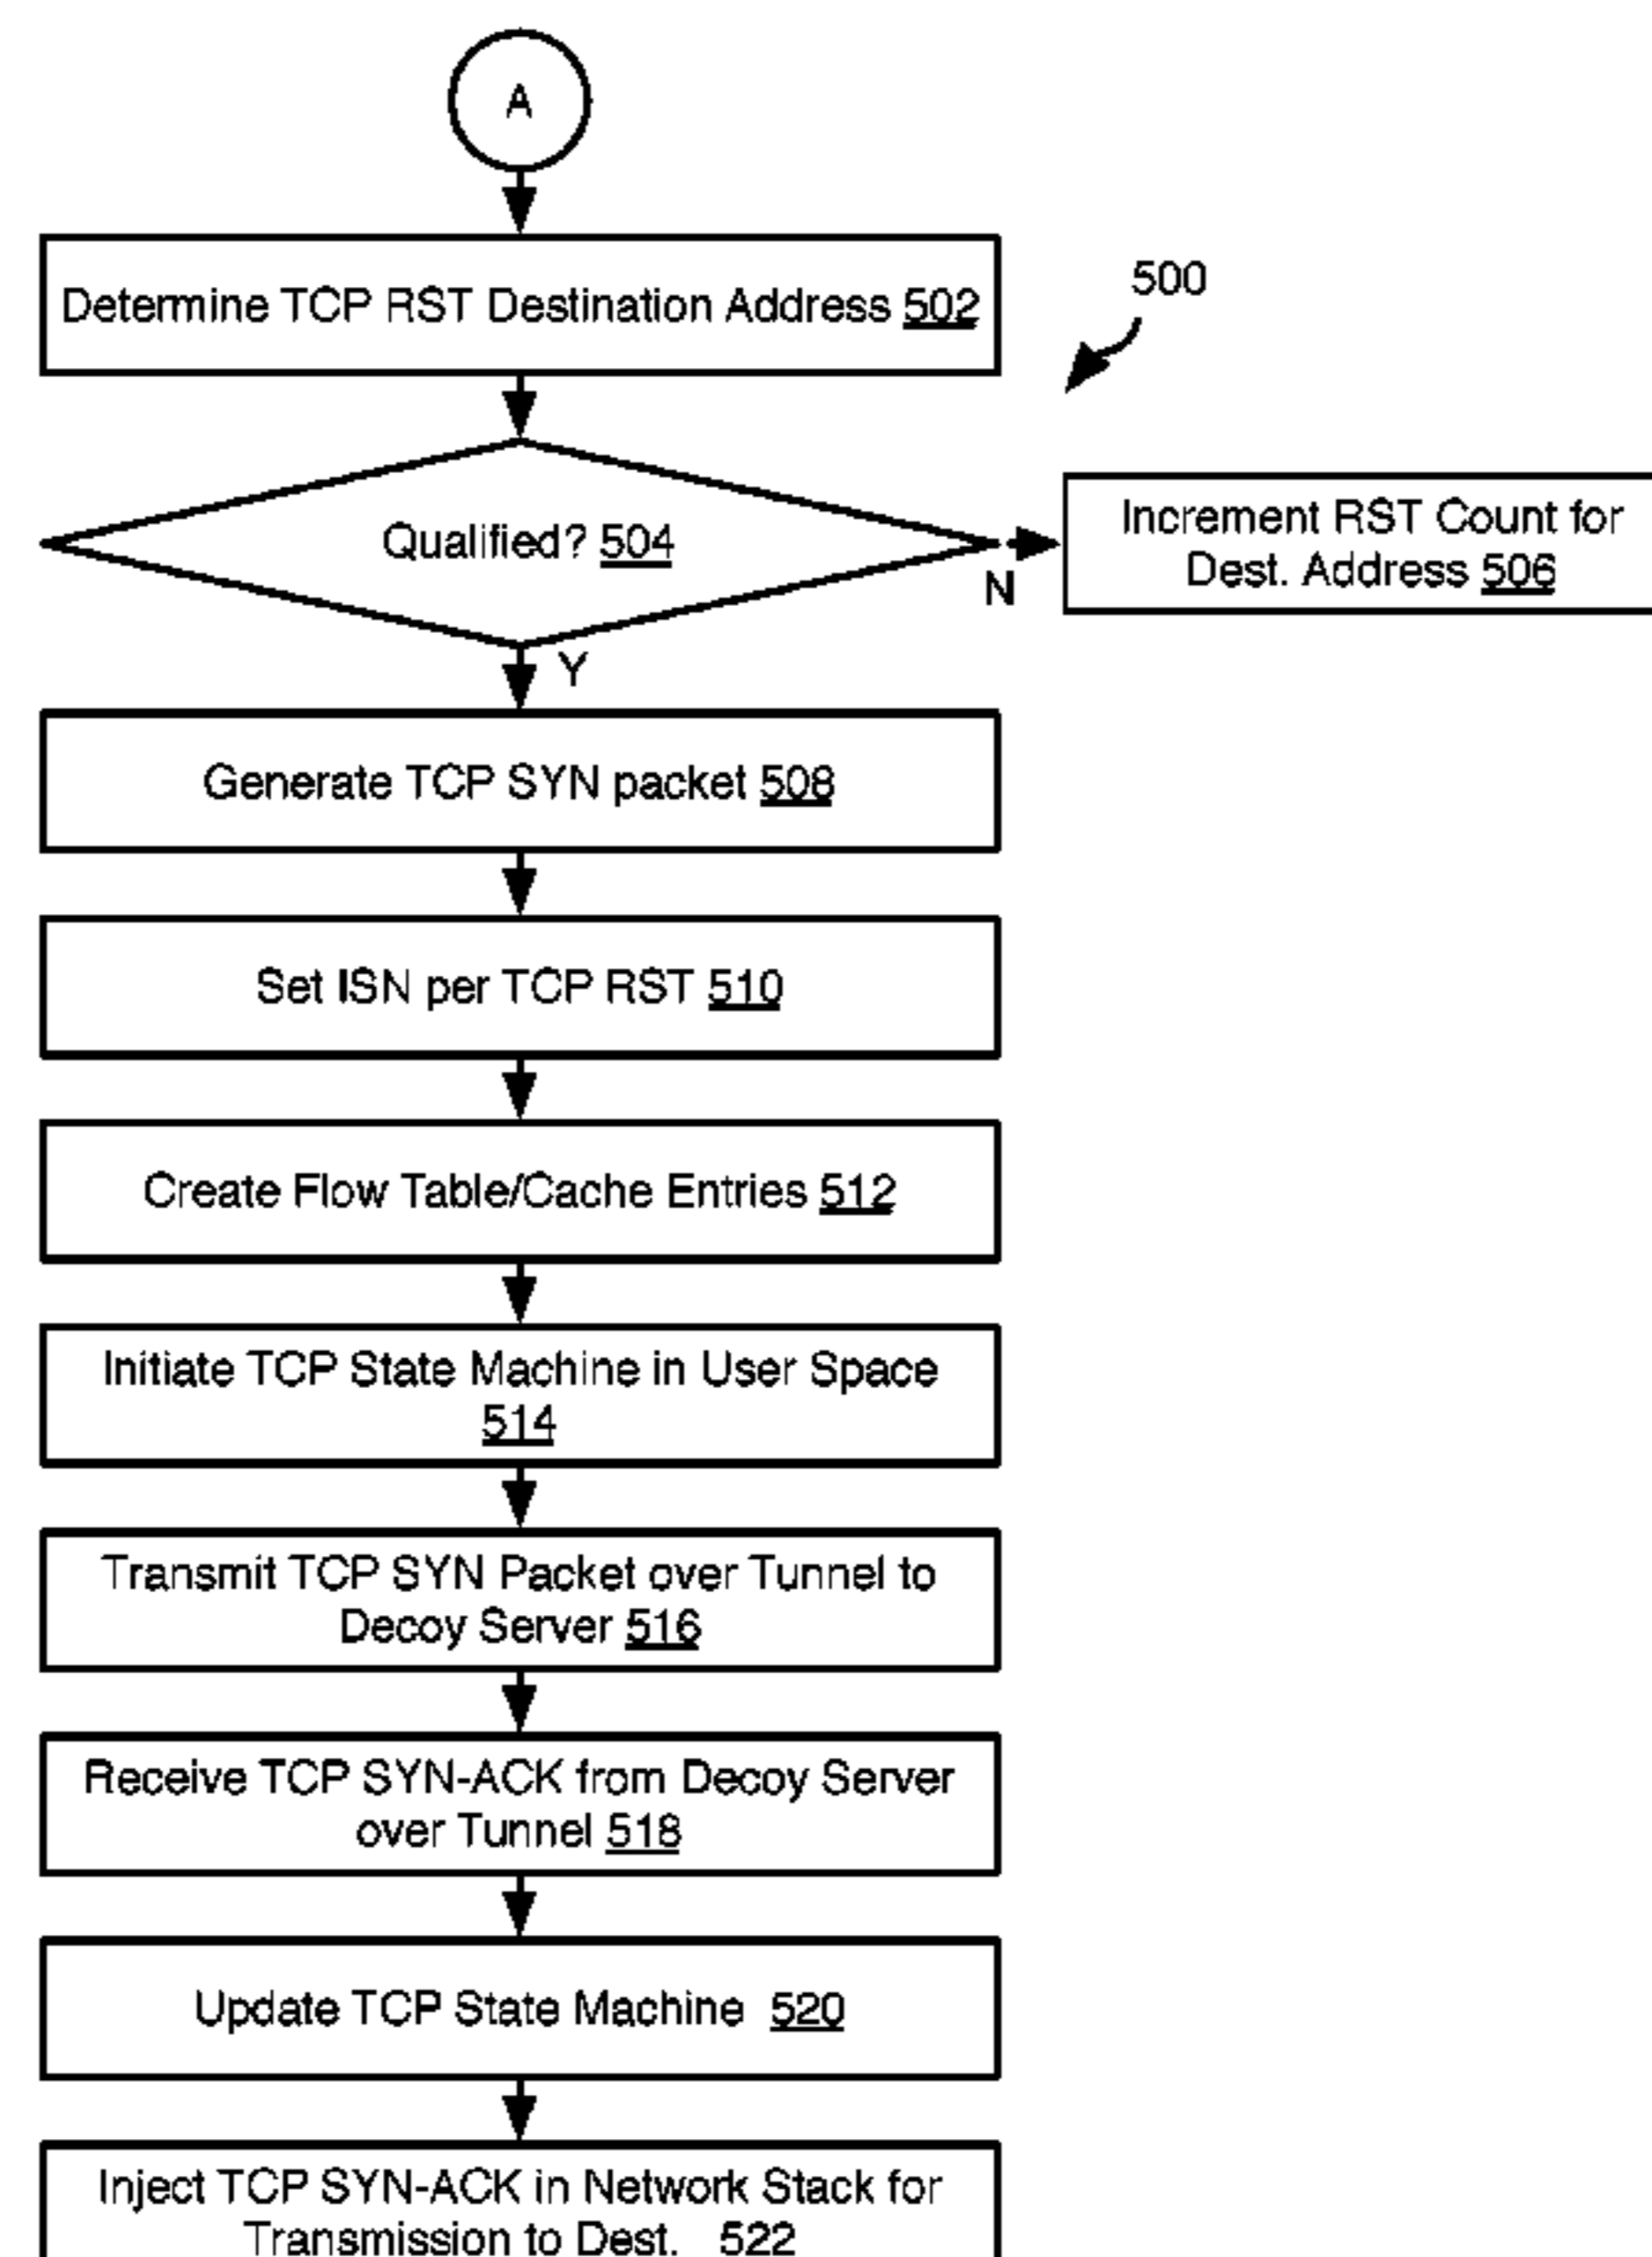 A
Determine TCP RST Destination Address 502
500
Qualified? 504
N
Increment RST Count for
Dest. Address 506
Y
Generate TCP SYN packet 508
Set ISN per TCP RST 510
Create Flow Table/Cache Entries 512
Initiate TCP State Machine in User Space
514
Transmit TCP SYN Packet over Tunnel to
Decoy Server 516
Receive TCP SYN-ACK from Decoy Server
over Tunnel 518
Update TCP State Machine 520
Inject TCP SYN-ACK in Network Stack for
Transmission to Dest. 522